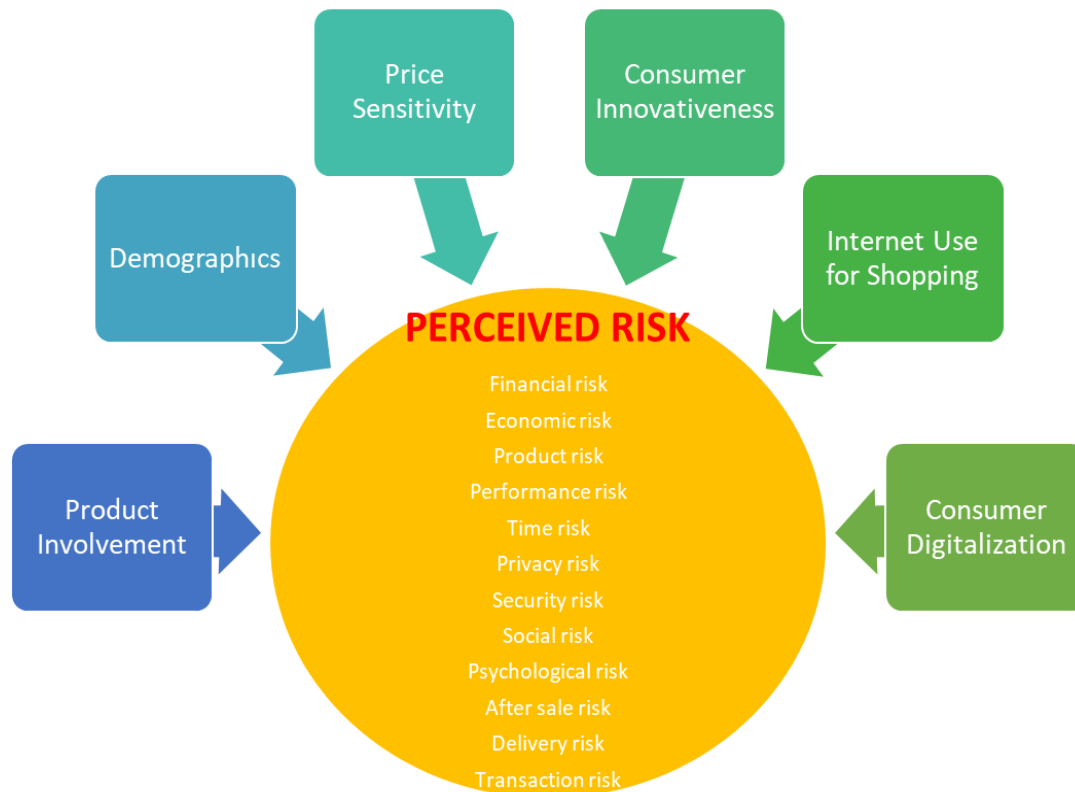 Price
Sensitivity
Consumer
Innovativeness
Demographics
Internet Use
for Shopping
PERCEIVED RISK
Financial risk
Economic risk
Product risk
Performance risk
Time risk
Privacy risk
Security risk
Social risk
Psychological risk
After sale risk
Delivery risk
Transaction risk
Product
Involvement
Consumer
Digitalization